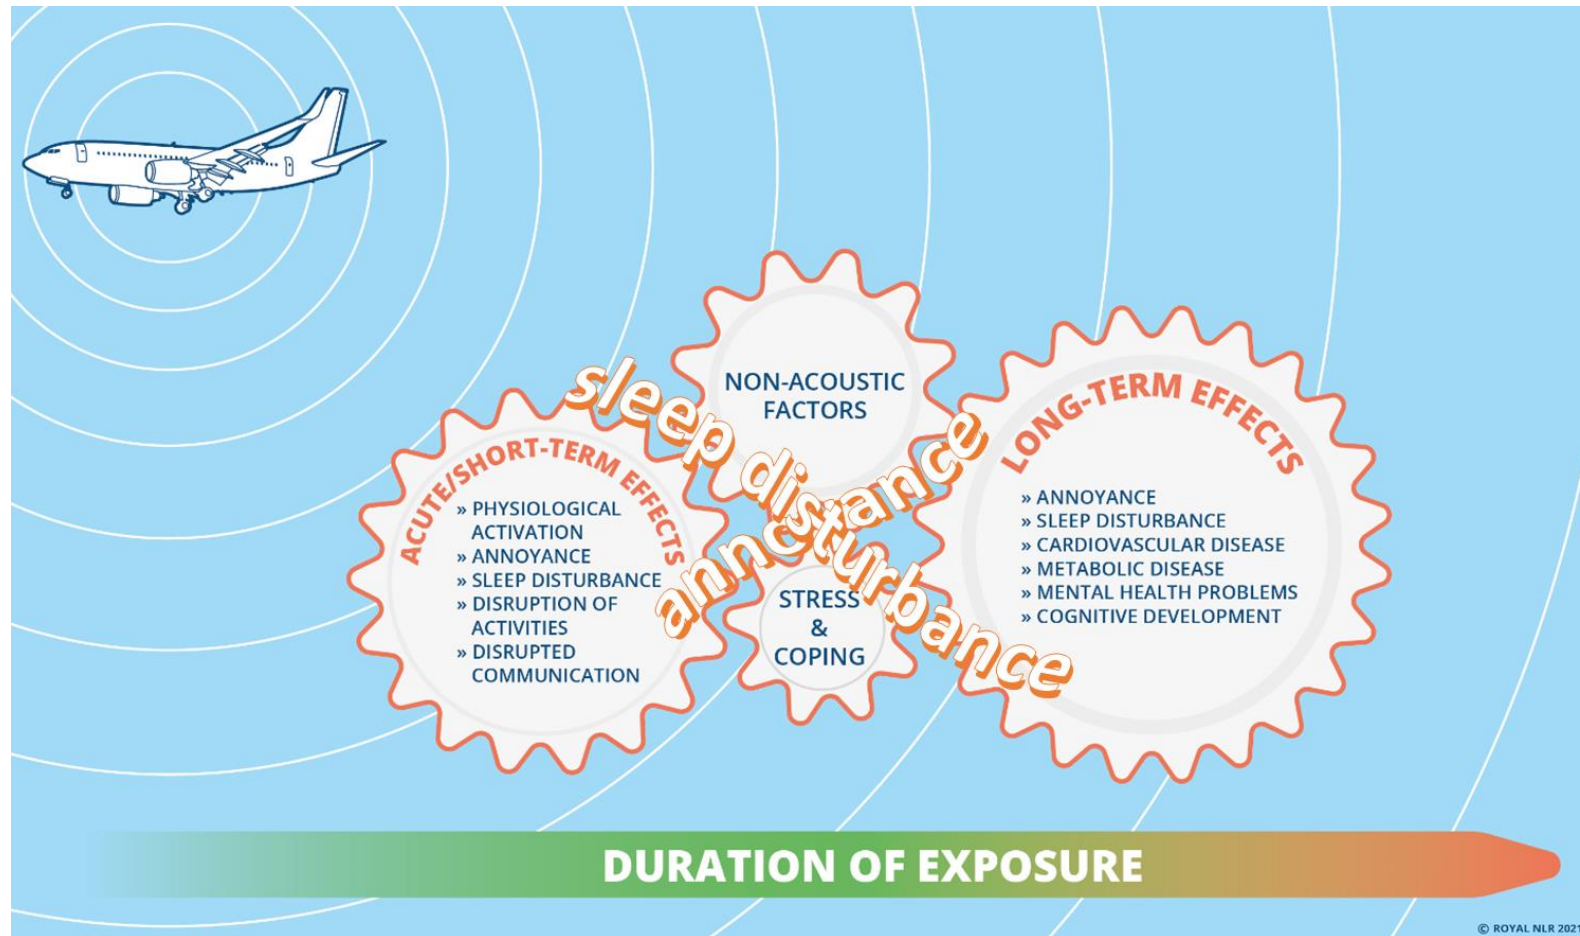 NON-ACOUSTIC
FACTORS
sleep disturbance
annoyance
ACUTE/SHORT-TERM EFFECTS
» PHYSIOLOGICAL
ACTIVATION
» ANNOYANCE
» SLEEP DISTURBANCE
» DISRUPTION OF
ACTIVITIES
» DISRUPTED
COMMUNICATION
STRESS
&
COPING
LONG-TERM EFFECTS
» ANNOYANCE
» SLEEP DISTURBANCE
» CARDIOVASCULAR DISEASE
» METABOLIC DISEASE
» MENTAL HEALTH PROBLEMS
» COGNITIVE DEVELOPMENT
DURATION OF EXPOSURE
© ROYAL NLR 2021